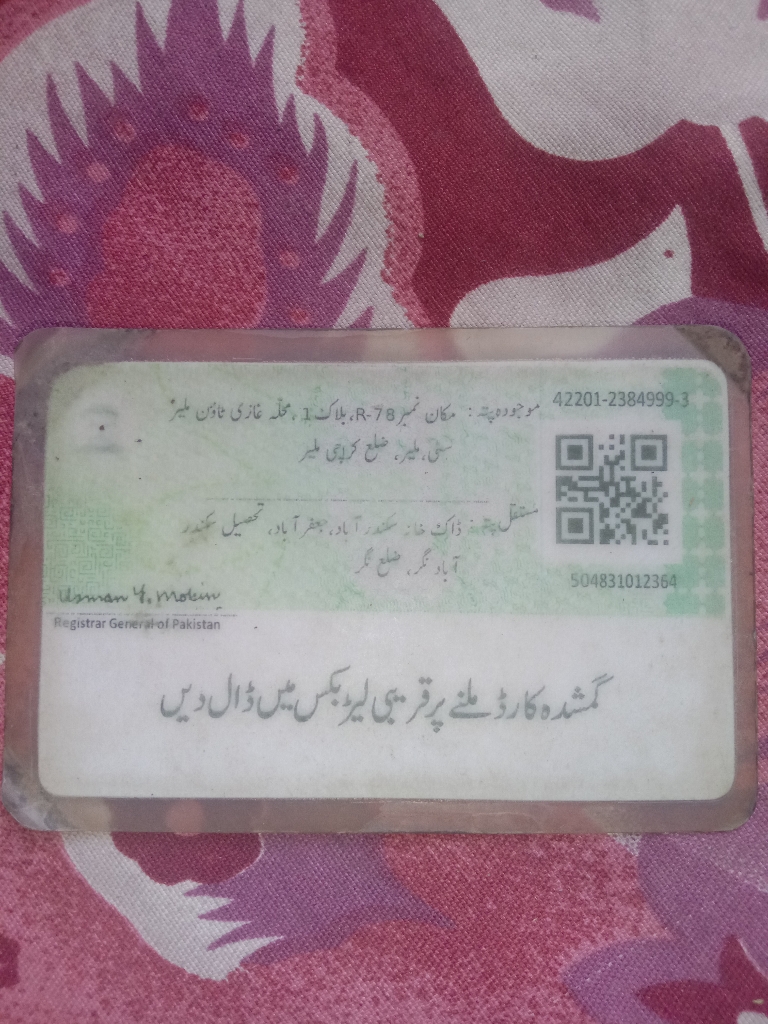 42201-2384999-3
موجودہ پتہ: مکان نمبر R-78، بلاک 1، محلہ غازی ٹاؤن ملیر
سٹی، ملیر، ضلع کراچی ملیر
مستقل پتہ: ڈاک خانہ سکندر آباد، جعفر آباد، تحصیل سکندر
آباد نگر، ضلع نگر
504831012364
Usman Y. Mobin
Registrar General of Pakistan
گمشدہ کارڈ ملنے پر قریبی لیٹر بکس میں ڈال دیں